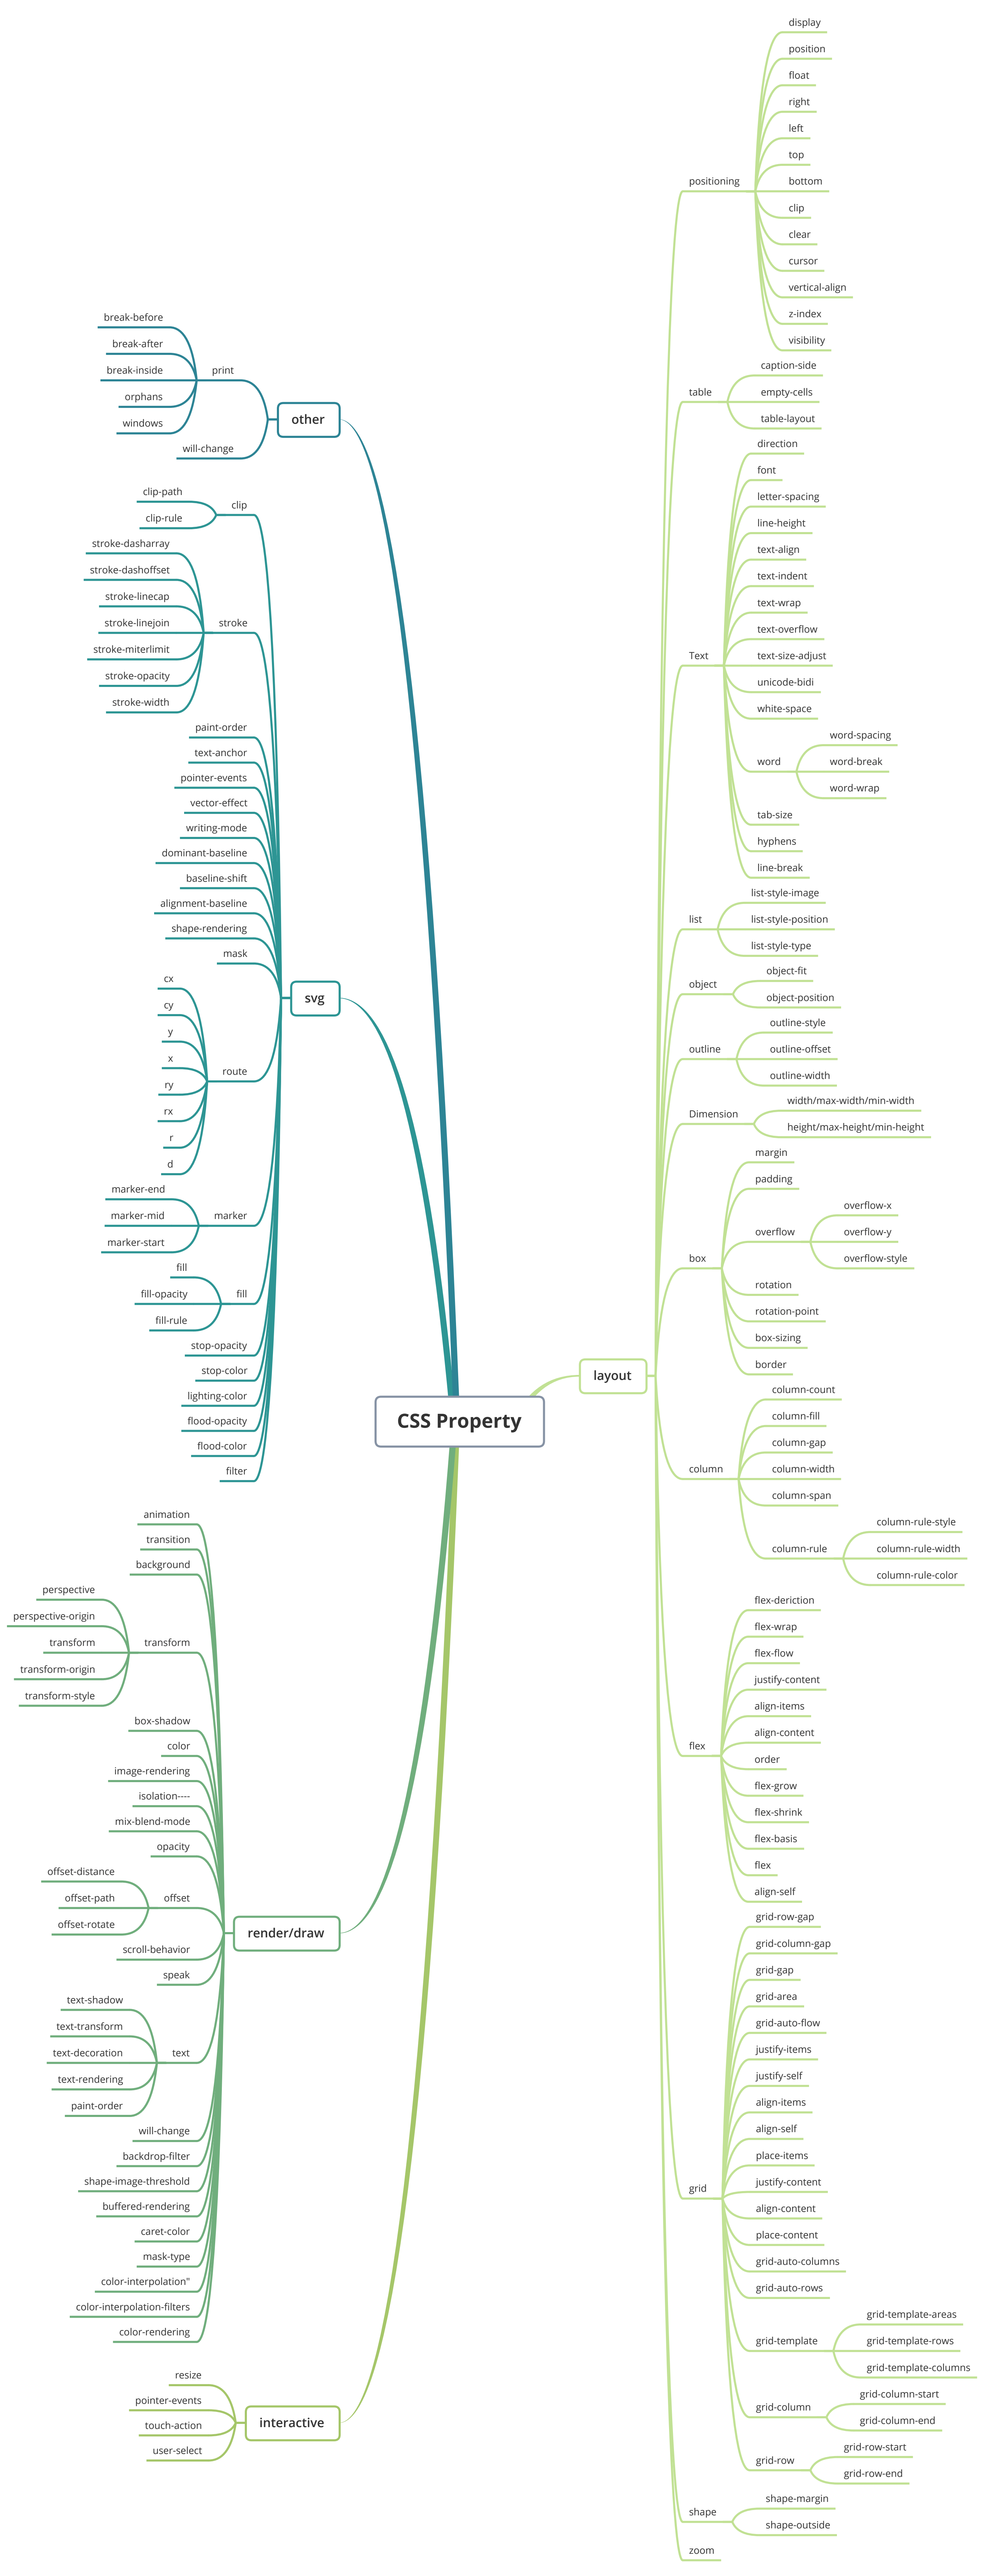 CSS Property
layout
positioning
display
position
float
right
left
top
bottom
clip
clear
cursor
vertical-align
z-index
visibility
table
caption-side
empty-cells
table-layout
Text
direction
font
letter-spacing
line-height
text-align
text-indent
text-wrap
text-overflow
text-size-adjust
unicode-bidi
white-space
word
word-spacing
word-break
word-wrap
tab-size
hyphens
line-break
list
list-style-image
list-style-position
list-style-type
object
object-fit
object-position
outline
outline-style
outline-offset
outline-width
Dimension
width/max-width/min-width
height/max-height/min-height
box
margin
padding
overflow
overflow-x
overflow-y
overflow-style
rotation
rotation-point
box-sizing
border
column
column-count
column-fill
column-gap
column-width
column-span
column-rule
column-rule-style
column-rule-width
column-rule-color
flex
flex-deriction
flex-wrap
flex-flow
justify-content
align-items
align-content
order
flex-grow
flex-shrink
flex-basis
flex
align-self
grid
grid-row-gap
grid-column-gap
grid-gap
grid-area
grid-auto-flow
justify-items
justify-self
align-items
align-self
place-items
justify-content
align-content
place-content
grid-auto-columns
grid-auto-rows
grid-template
grid-template-areas
grid-template-rows
grid-template-columns
grid-column
grid-column-start
grid-column-end
grid-row
grid-row-start
grid-row-end
shape
shape-margin
shape-outside
zoom
other
print
break-before
break-after
break-inside
orphans
windows
will-change
svg
clip
clip-path
clip-rule
stroke
stroke-dasharray
stroke-dashoffset
stroke-linecap
stroke-linejoin
stroke-miterlimit
stroke-opacity
stroke-width
paint-order
text-anchor
pointer-events
vector-effect
writing-mode
dominant-baseline
baseline-shift
alignment-baseline
shape-rendering
mask
route
cx
cy
y
x
ry
rx
r
d
marker
marker-end
marker-mid
marker-start
fill
fill
fill-opacity
fill-rule
stop-opacity
stop-color
lighting-color
flood-opacity
flood-color
filter
render/draw
animation
transition
background
transform
perspective
perspective-origin
transform
transform-origin
transform-style
box-shadow
color
image-rendering
isolation----
mix-blend-mode
opacity
offset
offset-distance
offset-path
offset-rotate
scroll-behavior
speak
text
text-shadow
text-transform
text-decoration
text-rendering
paint-order
will-change
backdrop-filter
shape-image-threshold
buffered-rendering
caret-color
mask-type
color-interpolation"
color-interpolation-filters
color-rendering
interactive
resize
pointer-events
touch-action
user-select